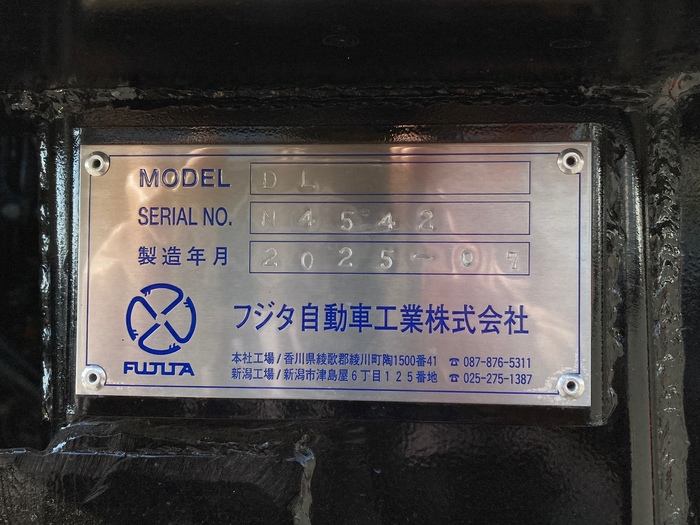 MODEL DL
SERIAL NO. N4542
製造年月 2025-07
フジタ自動車工業株式会社
FUJITA
本社工場/香川県綾歌郡綾川町陶1500番41 ☎087-876-5311
新潟工場/新潟市津島屋6丁目125番地 ☎025-275-1387